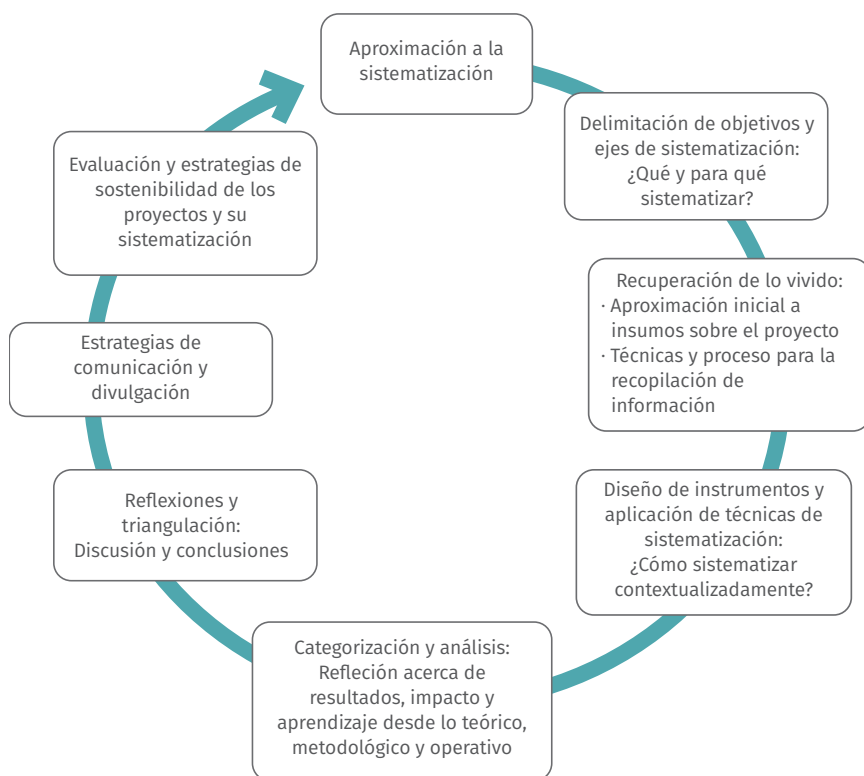 Aproximación a la
sistematización
Delimitación de objetivos y
ejes de sistematización:
¿Qué y para qué
sistematizar?
Recuperación de lo vivido:
· Aproximación inicial a
insumos sobre el proyecto
· Técnicas y proceso para la
recopilación de
información
Diseño de instrumentos y
aplicación de técnicas de
sistematización:
¿Cómo sistematizar
contextualizadamente?
Categorización y análisis:
Refleción acerca de
resultados, impacto y
aprendizaje desde lo teórico,
metodológico y operativo
Reflexiones y
triangulación:
Discusión y conclusiones
Estrategias de
comunicación y
divulgación
Evaluación y estrategias de
sostenibilidad de los
proyectos y su
sistematización